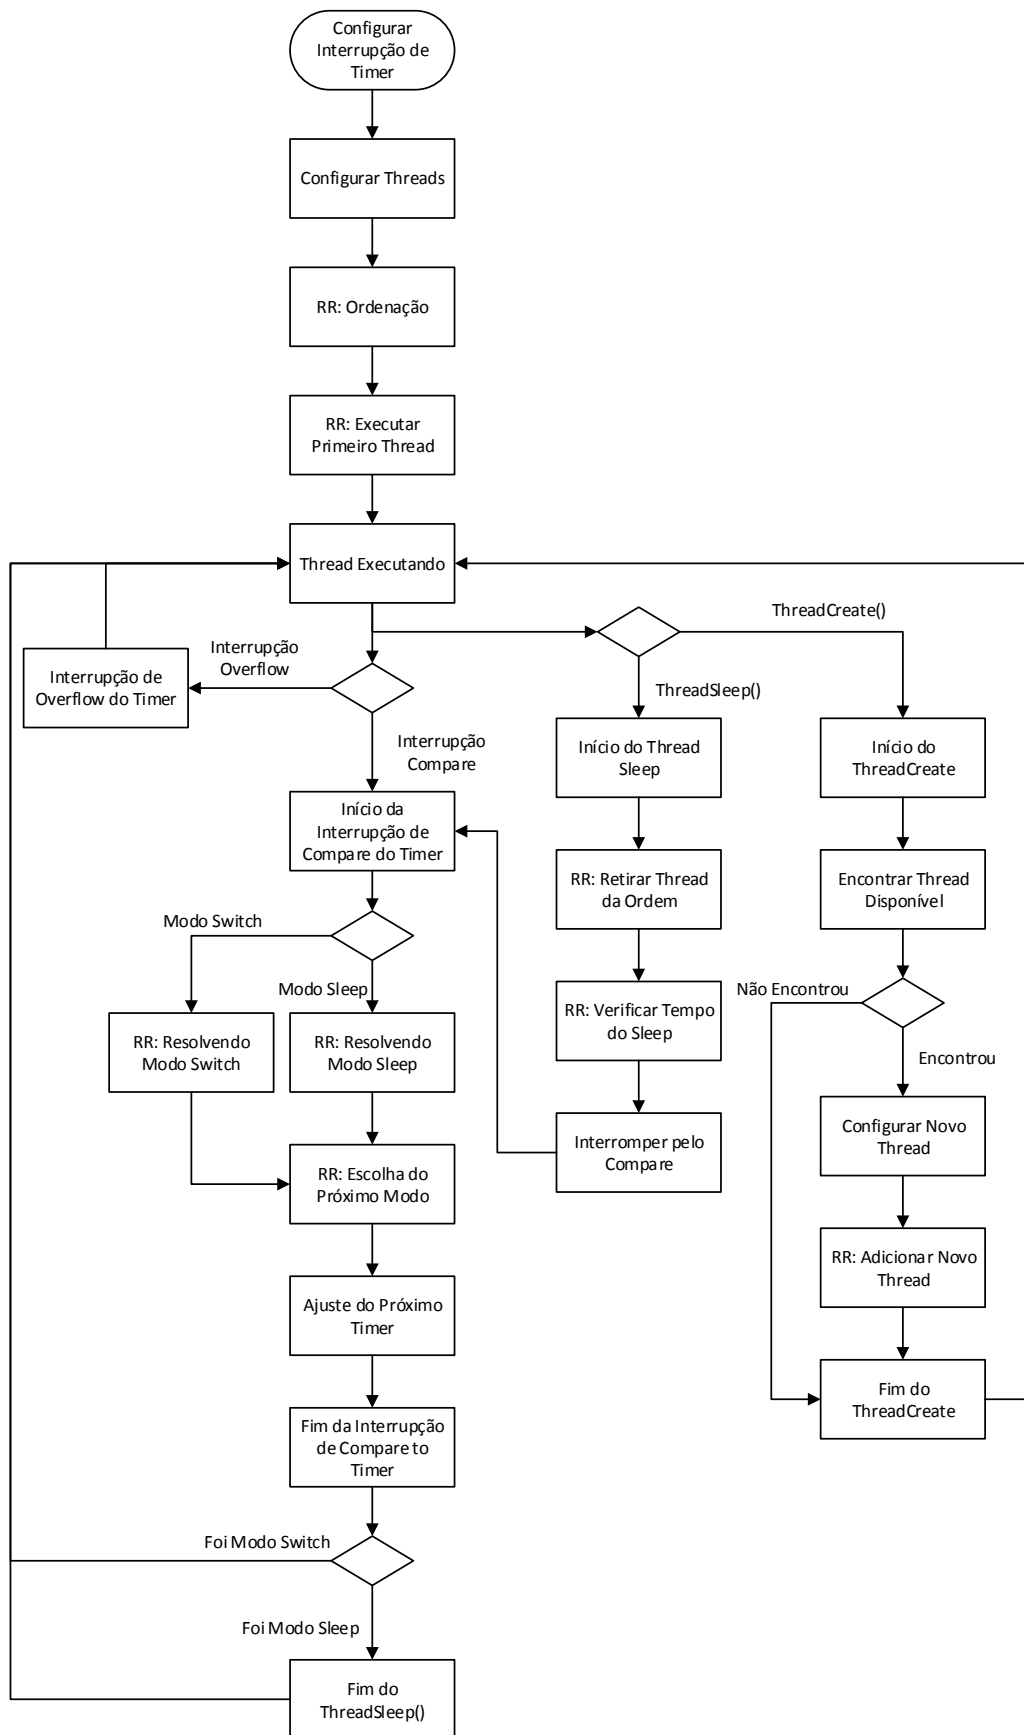 Configurar
Interrupção de
Timer
Configurar Threads
RR: Ordenação
RR: Executar
Primeiro Thread
Thread Executando
ThreadCreate()
Interrupção
Overflow
Interrupção de
Overflow do Timer
ThreadSleep()
Interrupção
Compare
Início do Thread
Sleep
Início do
ThreadCreate
Início da
Interrupção de
Compare do Timer
RR: Retirar Thread
da Ordem
Encontrar Thread
Disponível
Modo Switch
Modo Sleep
Não Encontrou
RR: Resolvendo
Modo Switch
RR: Resolvendo
Modo Sleep
RR: Verificar Tempo
do Sleep
Encontrou
Interromper pelo
Compare
Configurar Novo
Thread
RR: Escolha do
Próximo Modo
RR: Adicionar Novo
Thread
Ajuste do Próximo
Timer
Fim do
ThreadCreate
Fim da Interrupção
de Compare to
Timer
Foi Modo Switch
Foi Modo Sleep
Fim do
ThreadSleep()